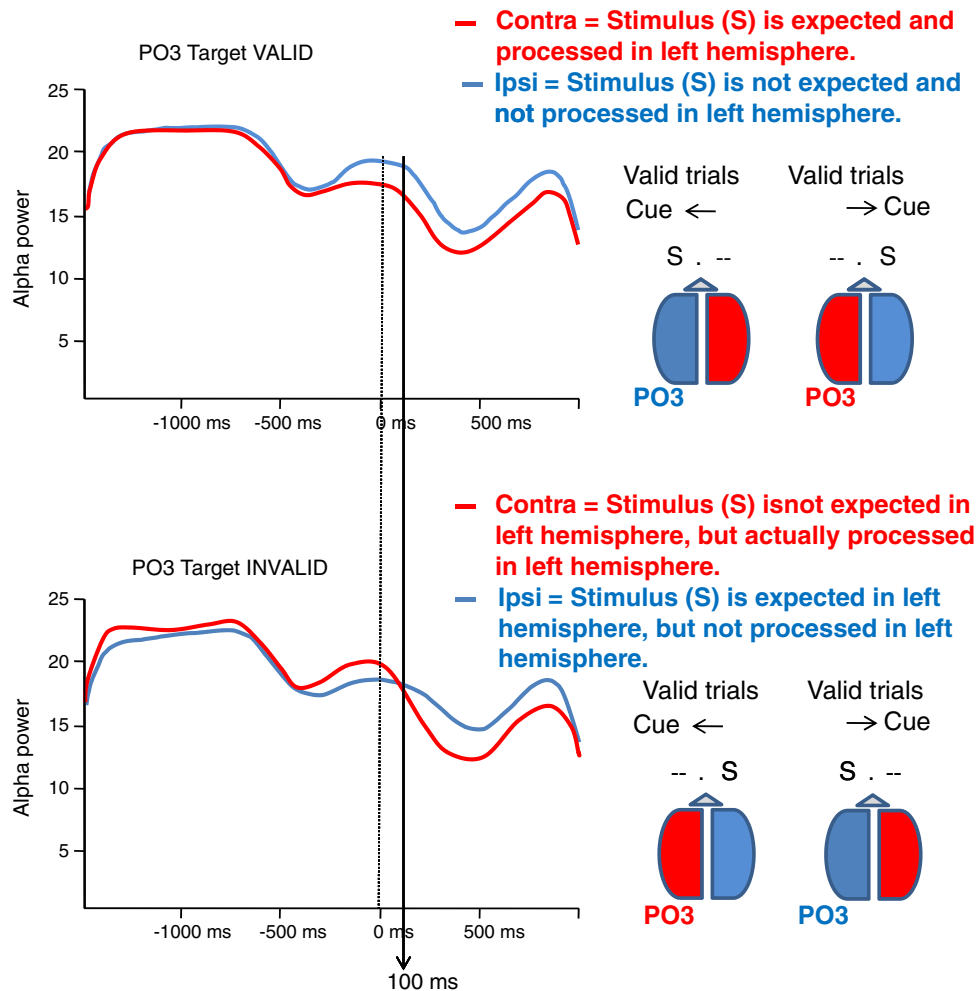 Contra = Stimulus (S) is expected and
processed in left hemisphere.
Ipsi = Stimulus (S) is not expected and
not processed in left hemisphere.
PO3 Target VALID
25
20
15
10
5
Alpha power
-1000 ms
-500 ms
0 ms
500 ms
Valid trials
Cue ←
S . --
PO3
Valid trials
→ Cue
-- . S
PO3
Contra = Stimulus (S) isnot expected in
left hemisphere, but actually processed
in left hemisphere.
Ipsi = Stimulus (S) is expected in left
hemisphere, but not processed in left
hemisphere.
PO3 Target INVALID
25
20
15
10
5
Alpha power
-1000 ms
-500 ms
0 ms
500 ms
100 ms
Valid trials
Cue ←
-- . S
PO3
Valid trials
→ Cue
S . --
PO3